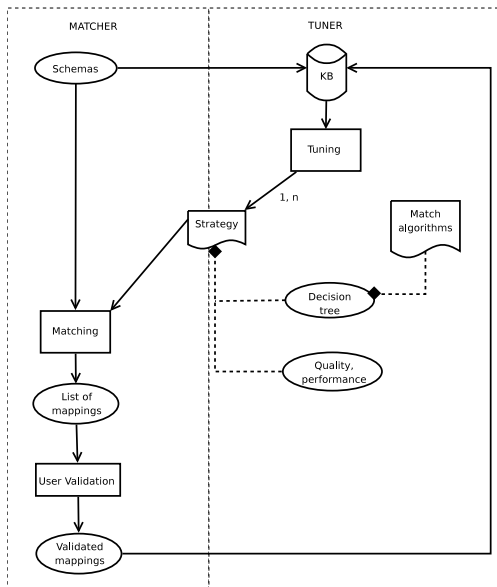 MATCHER
TUNER
Schemas
KB
Tuning
1, n
Strategy
Match
algorithms
Decision
tree
Matching
Quality,
performance
List of
mappings
User Validation
Validated
mappings